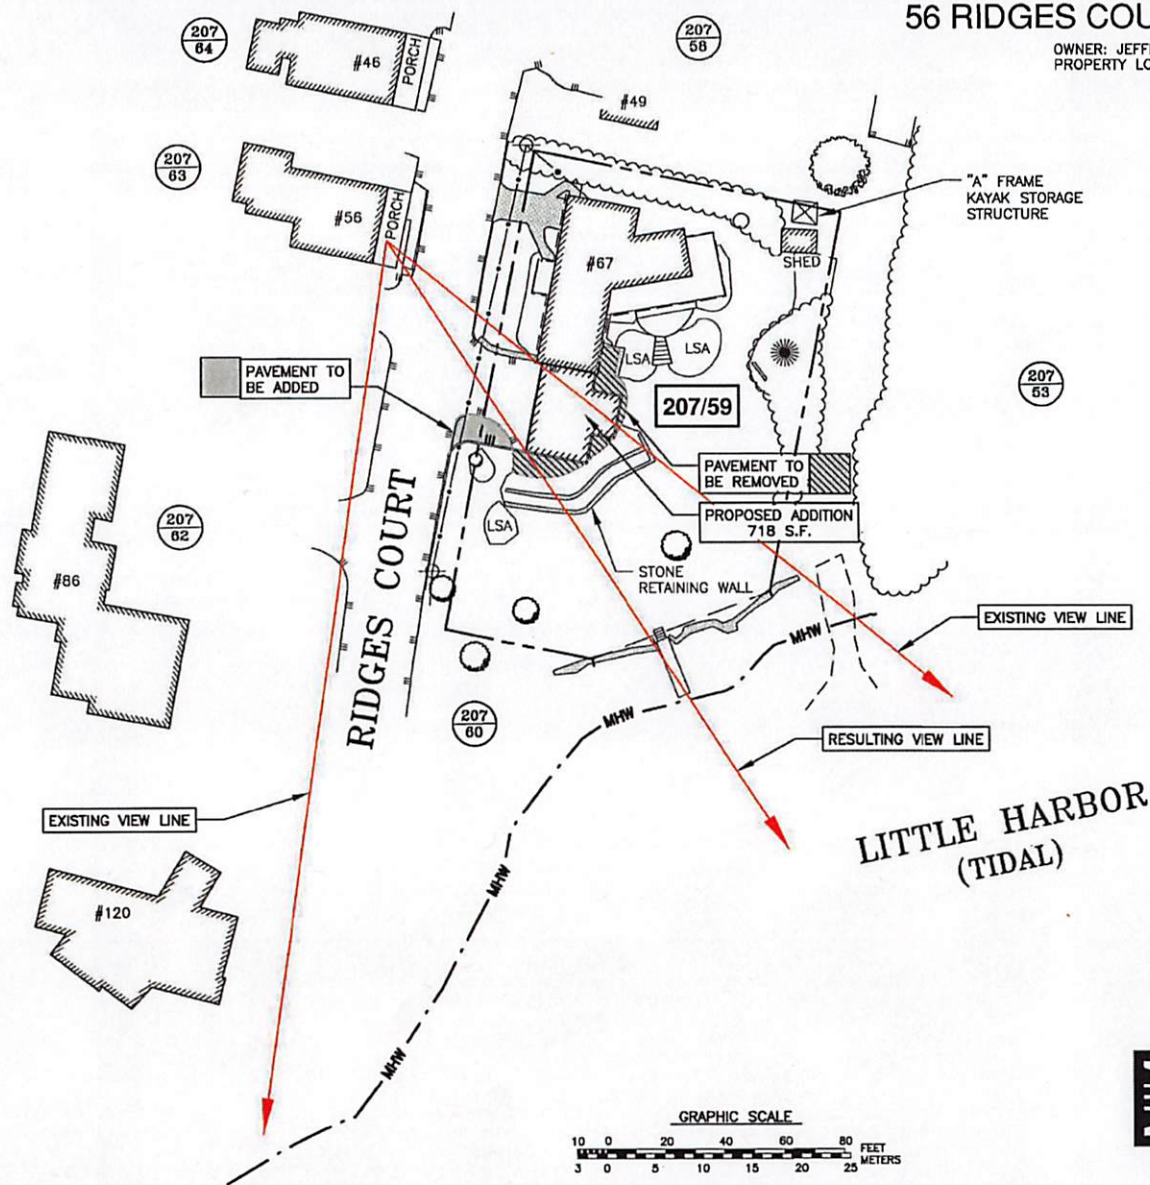 56 RIDGES COU
OWNER: JEFF
PROPERTY LO
207
64
#46
PORCH
207
58
#49
207
63
#56
PORCH
"A" FRAME
KAYAK STORAGE
STRUCTURE
#67
SHED
PAVEMENT TO
BE ADDED
LSA
LSA
207/59
207
53
PAVEMENT TO
BE REMOVED
PROPOSED ADDITION
718 S.F.
207
62
#86
RIDGES COURT
LSA
STONE
RETAINING WALL
MHW
EXISTING VIEW LINE
207
60
MHW
RESULTING VIEW LINE
EXISTING VIEW LINE
LITTLE HARBOR
(TIDAL)
MHW
#120
MHW
GRAPHIC SCALE
10 0 20 40 60 80
FEET
METERS
3 0 5 10 15 20 25